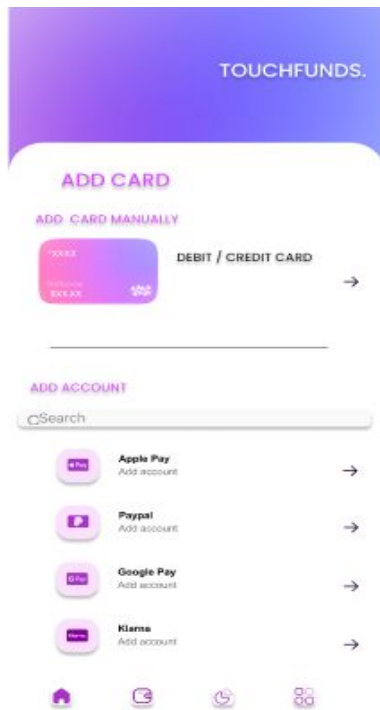 TOUCHFUNDS.
ADD CARD
ADD CARD MANUALLY
DEBIT / CREDIT CARD
ADD ACCOUNT
Search
Apple Pay
Add account
Paypal
Add account
Google Pay
Add account
Klarna
Add account